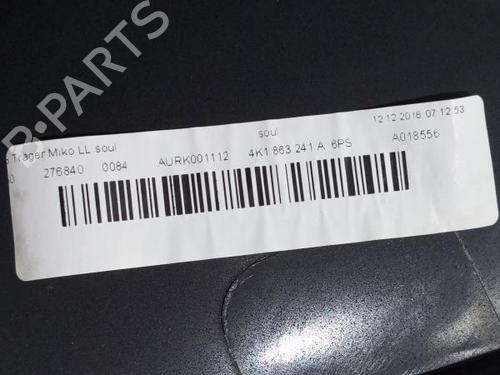 B-PARTS
Trager Miko LL soul
soul
12.12.2018 07:12:53
276840 0084 AURK001112 4K1 863 241 A 6PS A018556